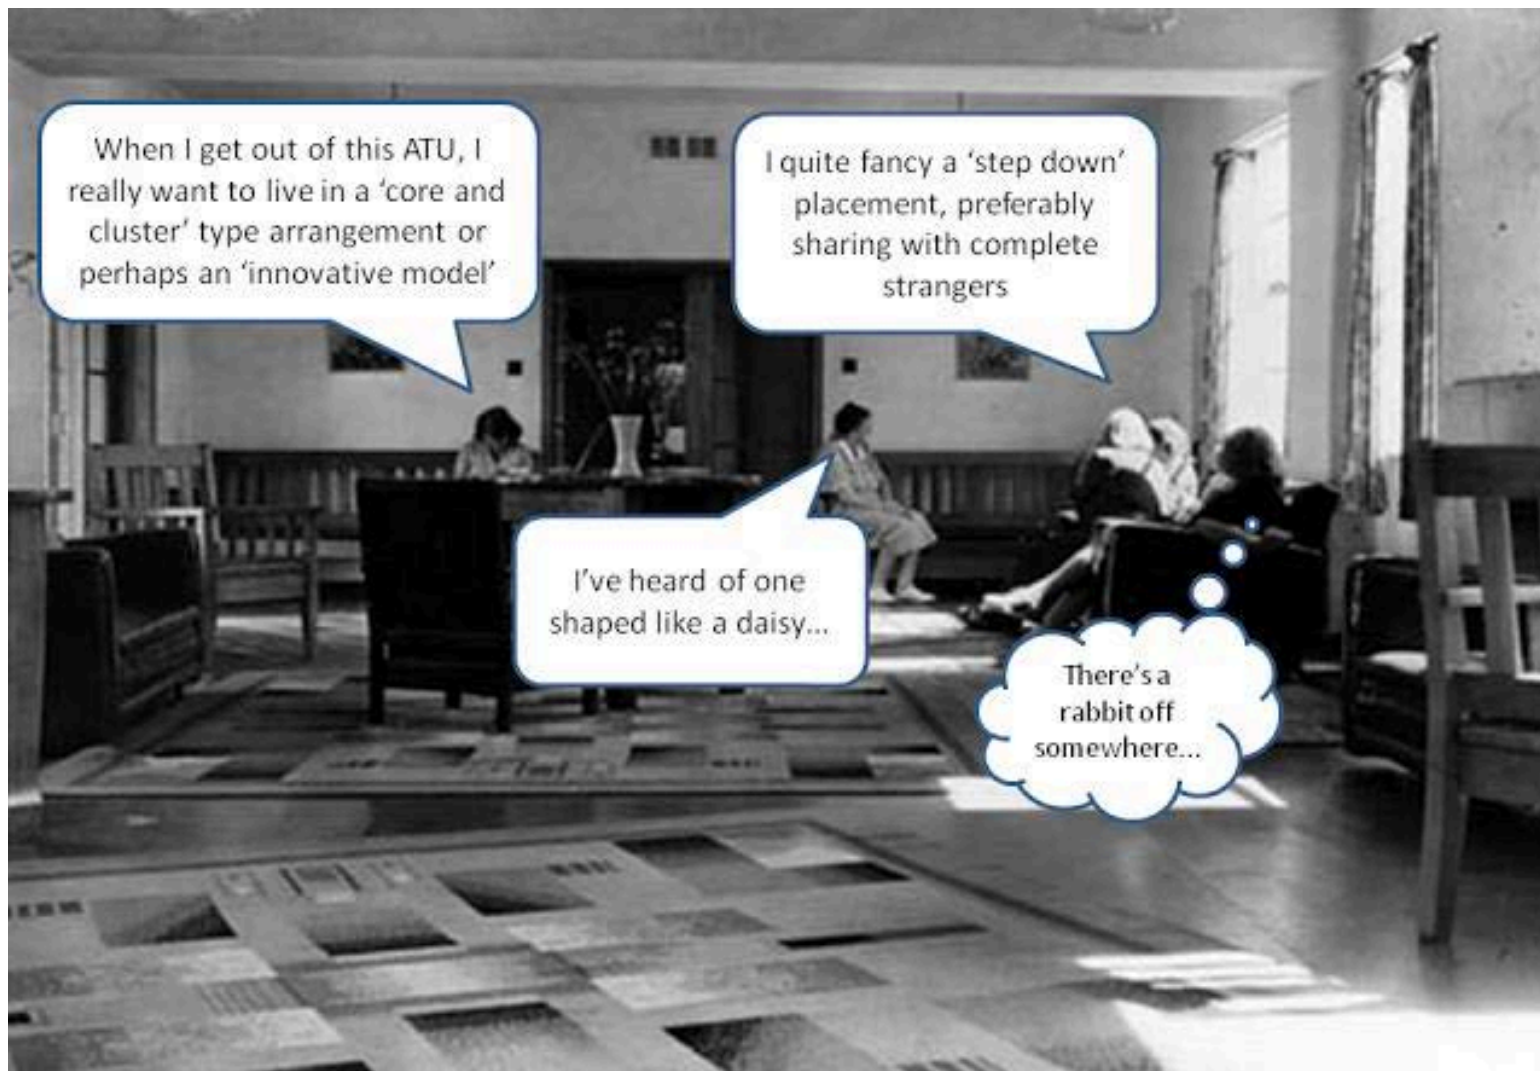 When I get out of this ATU, I
really want to live in a ‘core and
cluster’ type arrangement or
perhaps an ‘innovative model’
I quite fancy a ‘step down’
placement, preferably
sharing with complete
strangers
I’ve heard of one
shaped like a daisy...
There’s a
rabbit off
somewhere...